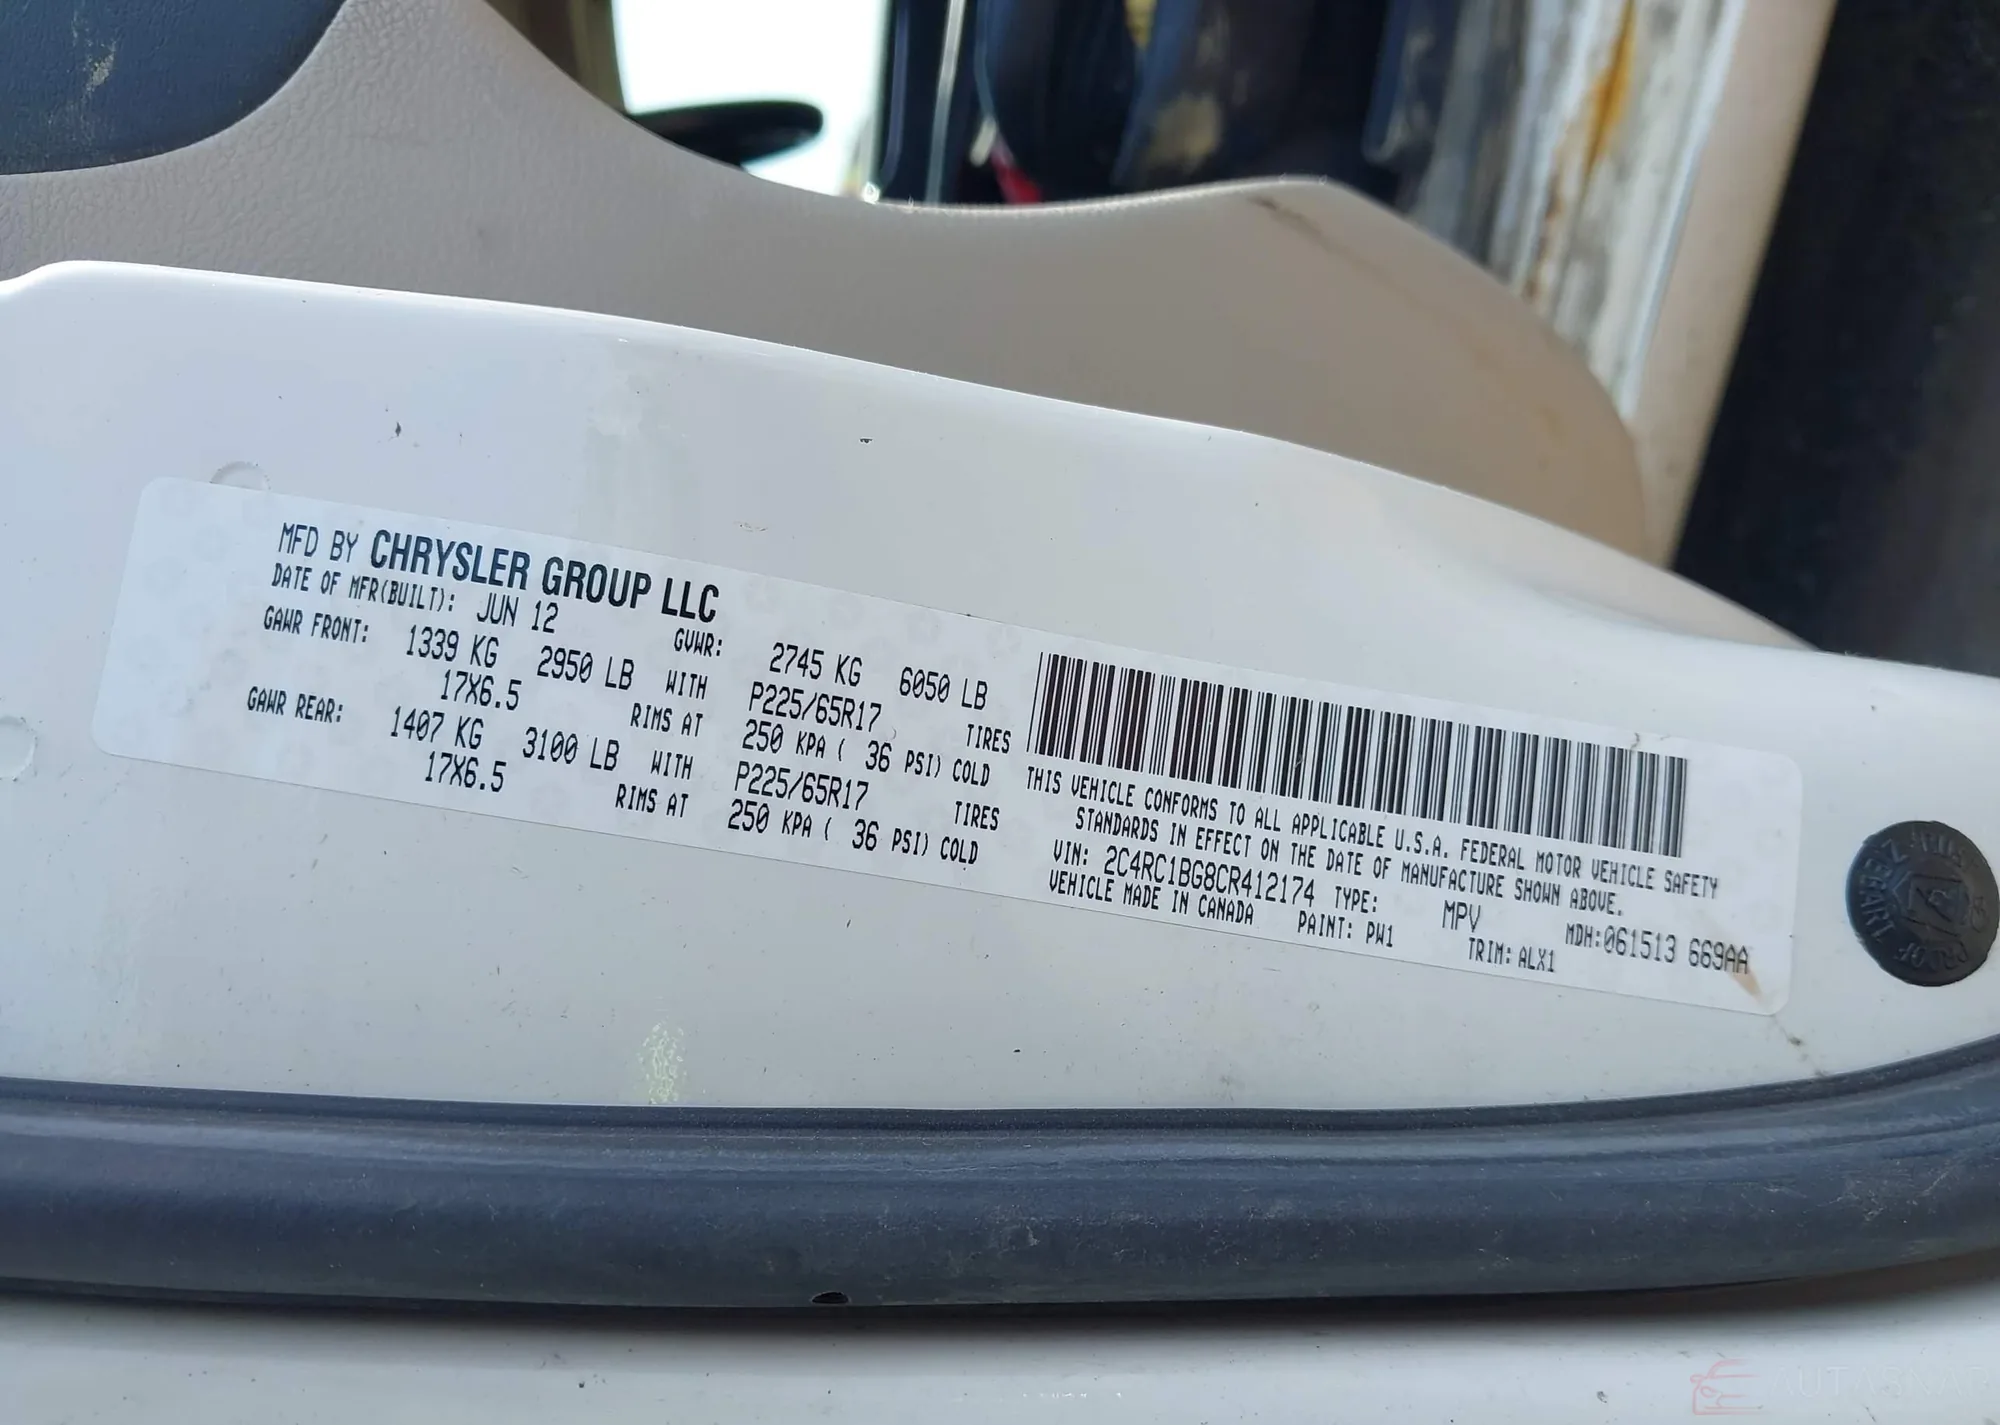 MFD BY CHRYSLER GROUP LLC
DATE OF MFR(BUILT): JUN 12 GVWR: 2745 KG 6050 LB
GAWR FRONT: 1339 KG 2950 LB WITH P225/65R17 TIRES
17X6.5 RIMS AT 250 KPA ( 36 PSI) COLD
GAWR REAR: 1407 KG 3100 LB WITH P225/65R17 TIRES
17X6.5 RIMS AT 250 KPA ( 36 PSI) COLD
THIS VEHICLE CONFORMS TO ALL APPLICABLE U.S.A. FEDERAL MOTOR VEHICLE SAFETY
STANDARDS IN EFFECT ON THE DATE OF MANUFACTURE SHOWN ABOVE.
VIN: 2C4RC1BG8CR412174 TYPE: MPV MDH:061513 669AA
VEHICLE MADE IN CANADA PAINT: PW1 TRIM: ALX1